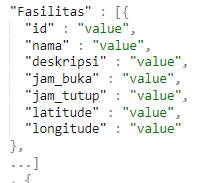 "Fasilitas" : [{
"id" : "value",
"nama" : "value",
"deskripsi" : "value",
"jam_buka" : "value",
"jam_tutup" : "value",
"latitude" : "value",
"longitude" : "value"
},
...]
, {